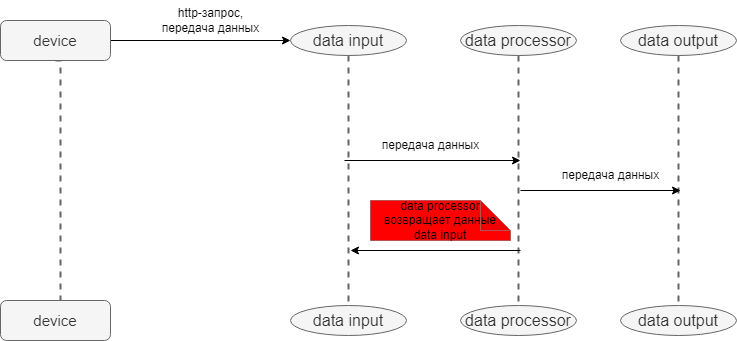 http-запрос,
передача данных
device
data input
data processor
data output
передача данных
передача данных
data processor
возвращает данные
data input
device
data input
data processor
data output